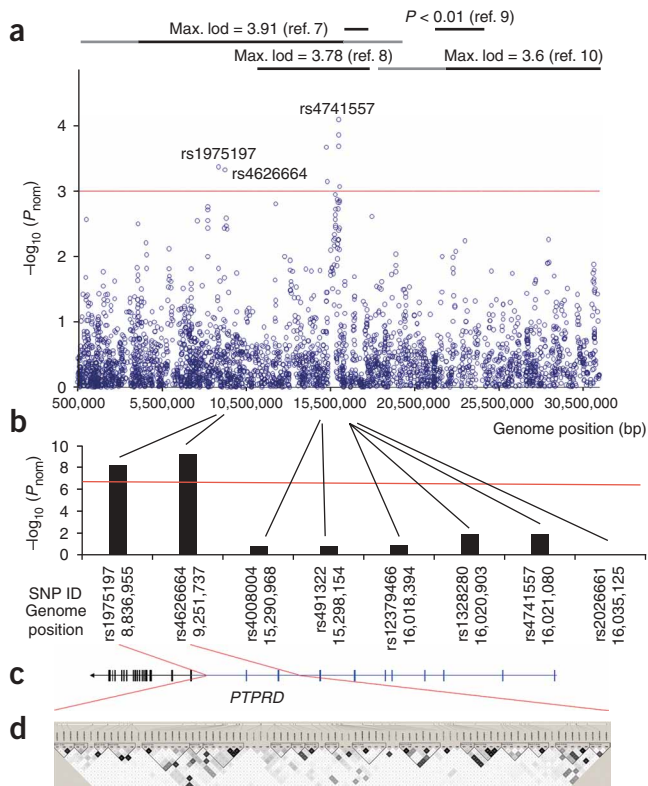 a
Max. lod = 3.91 (ref. 7)
P < 0.01 (ref. 9)
Max. lod = 3.78 (ref. 8)
Max. lod = 3.6 (ref. 10)
rs4741557
rs1975197
rs4626664
–log10 (Pnom)
4
3
2
1
0
500,000 5,500,000 10,500,000 15,500,000 20,500,000 25,500,000 30,500,000
Genome position (bp)
b
–log10 (Pnom)
10
8
6
4
2
0
SNP ID
Genome
position
rs1975197
8,836,955
rs4626664
9,251,737
rs4008004
15,290,968
rs491322
15,298,154
rs12379466
16,018,394
rs1328280
16,020,903
rs4741557
16,021,080
rs2026661
16,035,125
c
PTPRD
d